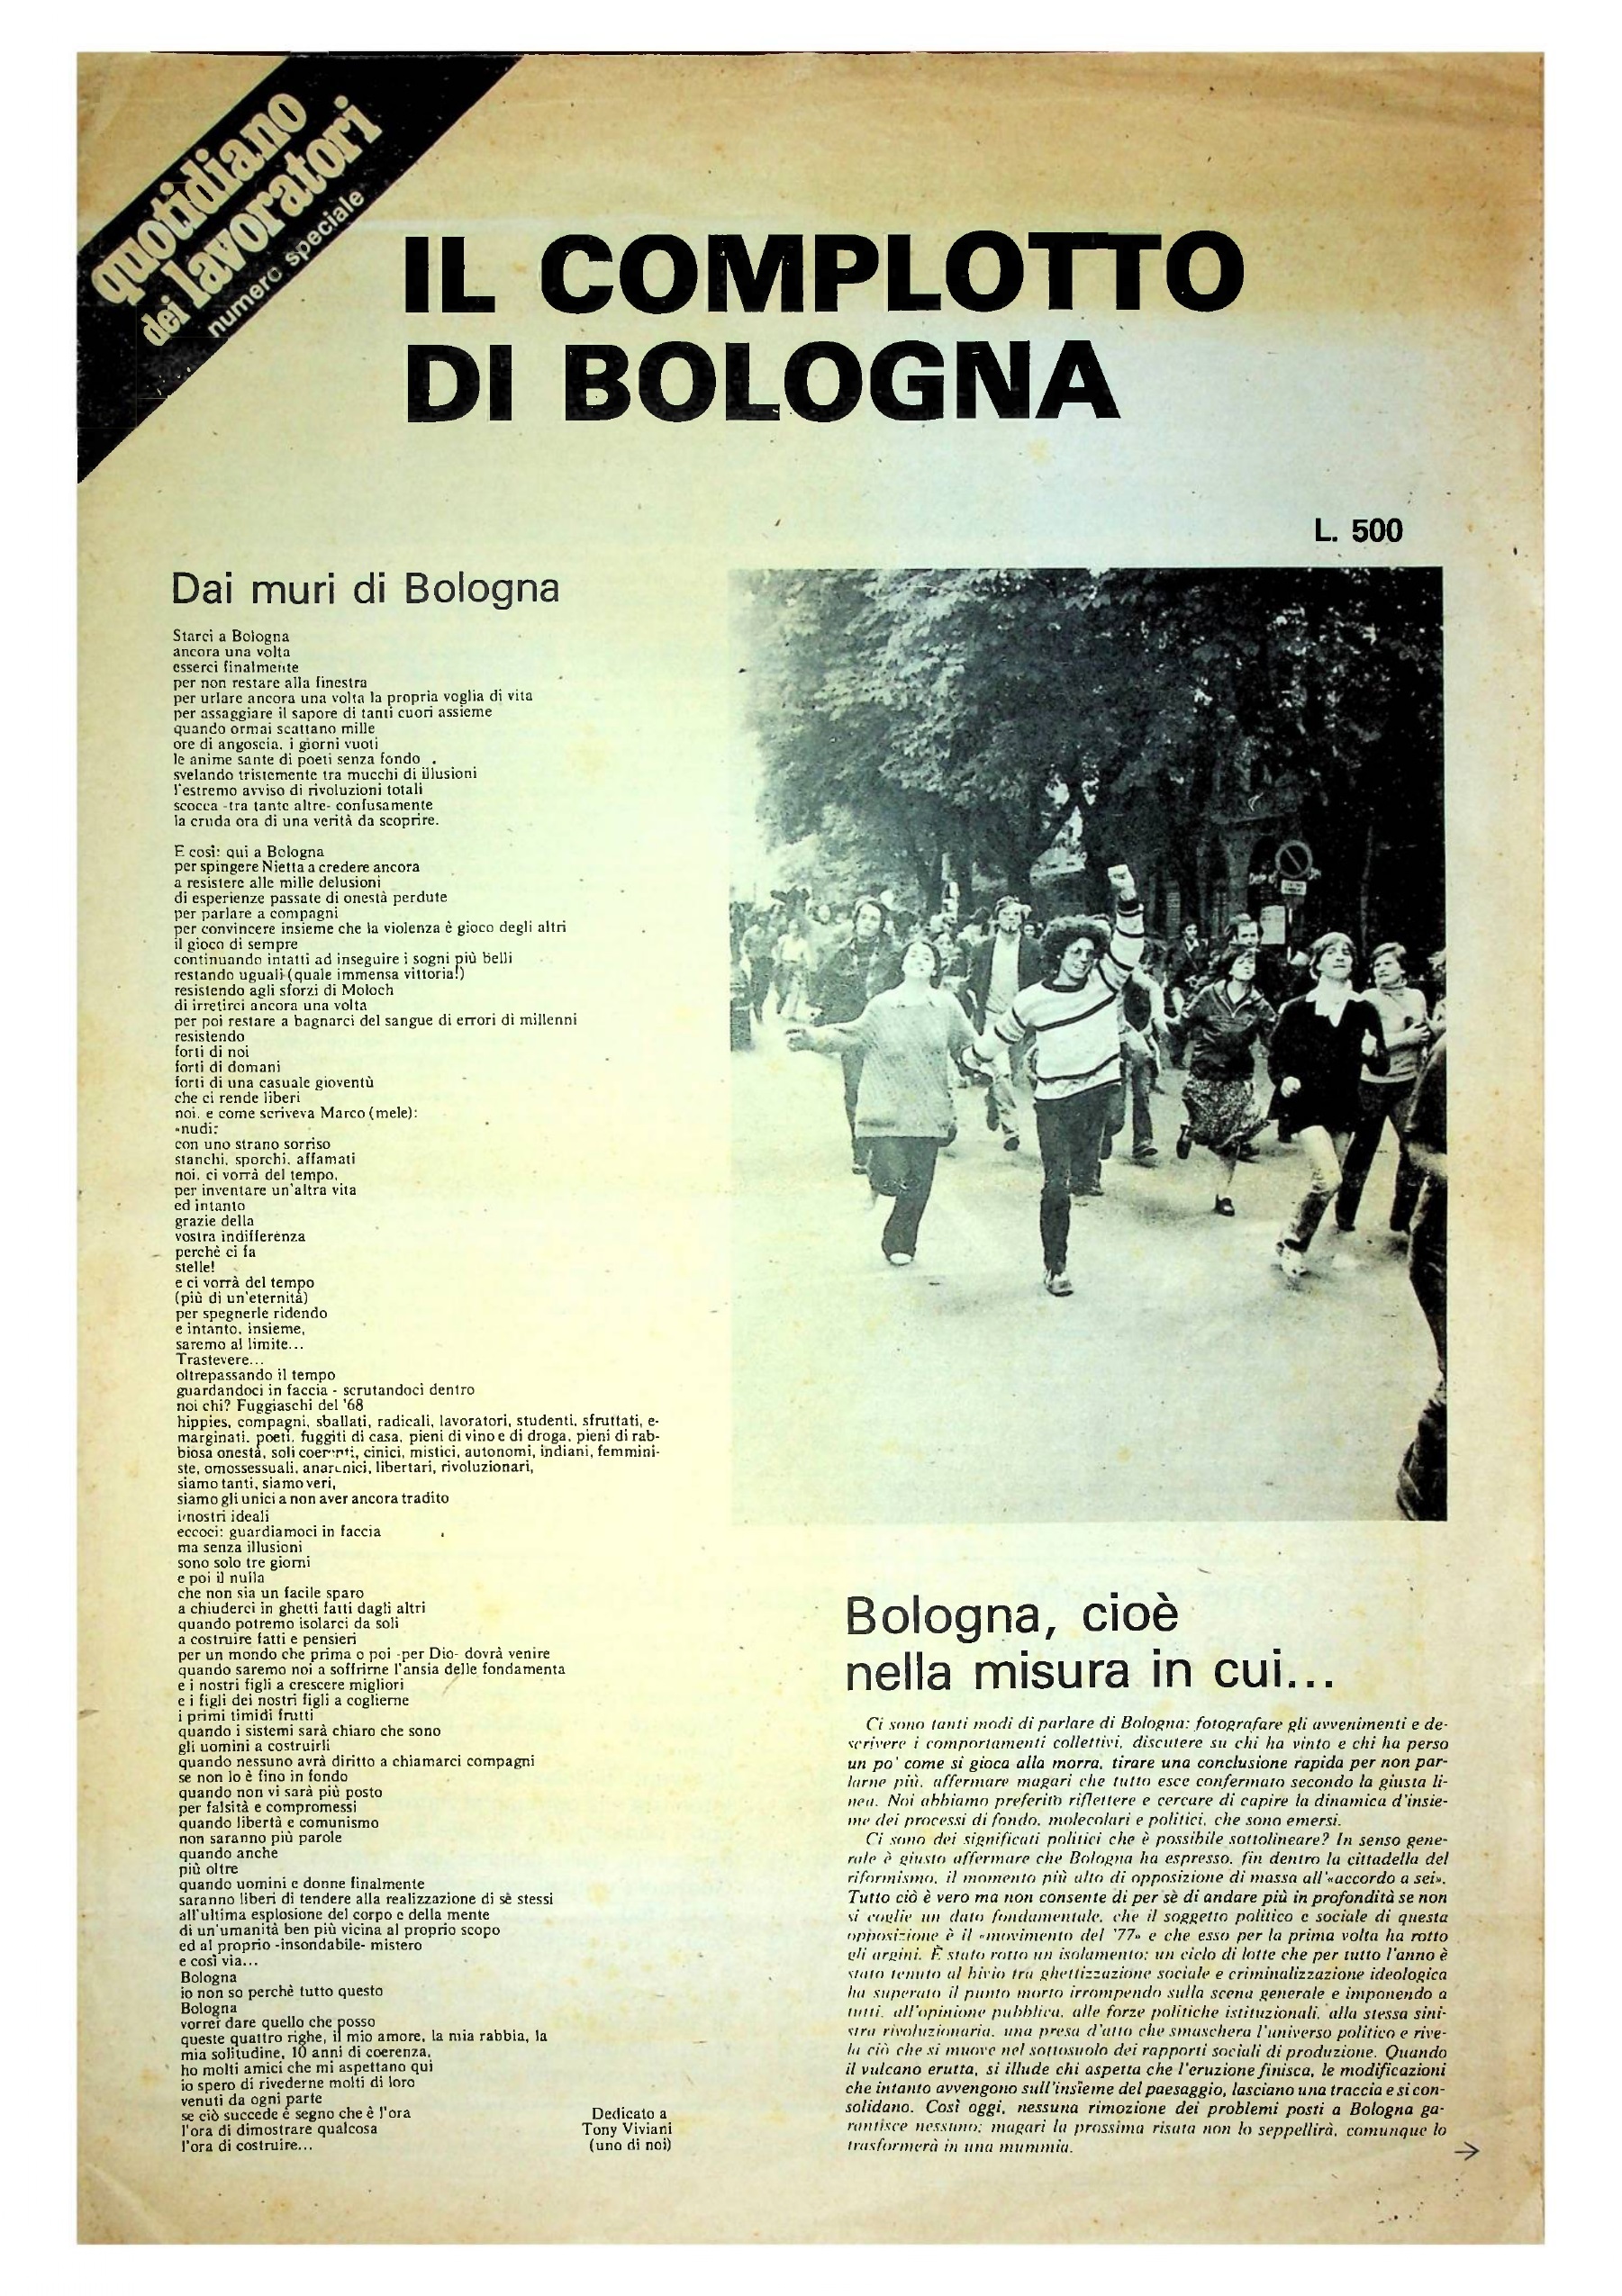 quotidiano
dei lavoratori
numero speciale
IL COMPLOTTO
DI BOLOGNA
L. 500
Dai muri di Bologna
Starci a Bologna
ancora una volta
esserci finalmente
per non restare alla finestra
per urlare ancora una volta la propria voglia di vita
per assaggiare il sapore di tanti cuori assieme
quando ormai scattano mille
ore di angoscia, i giorni vuoti
le anime sante di poeti senza fondo
svelando tristemente tra mucchi di illusioni
l'estremo avviso di rivoluzioni totali
scocca -tra tante altre- confusamente
la cruda ora di una verità da scoprire.
E così: qui a Bologna
per spingere Nietta a credere ancora
a resistere alle mille delusioni
di esperienze passate di onestà perdute
per parlare a compagni
per convincere insieme che la violenza è gioco degli altri
il gioco di sempre
continuando intatti ad inseguire i sogni più belli
restando uguali (quale immensa vittoria!)
resistendo agli sforzi di Moloch
di irretirci ancora una volta
per poi restare a bagnarci del sangue di errori di millenni
resistendo
forti di noi
forti di domani
forti di una casuale gioventù
che ci rende liberi
noi, e come scriveva Marco (mele):
«nudi:
con uno strano sorriso
stanchi, sporchi, affamati
noi, ci vorrà del tempo,
per inventare un'altra vita
ed intanto
grazie della
vostra indifferenza
perchè ci fa
stelle!
e ci vorrà del tempo
(più di un'eternità)
per spegnerle ridendo
e intanto, insieme,
saremo al limite...
Trastevere...
oltrepassando il tempo
guardandoci in faccia - scrutandoci dentro
noi chi? Fuggiaschi del '68
hippies, compagni, sballati, radicali, lavoratori, studenti, sfruttati, e-
marginati, poeti, fuggiti di casa, pieni di vino e di droga, pieni di rab-
biosa onestà, soli coerenti, cinici, mistici, autonomi, indiani, femmini-
ste, omossessuali, anarchici, libertari, rivoluzionari,
siamo tanti, siamo veri,
siamo gli unici a non aver ancora tradito
i nostri ideali
eccoci: guardiamoci in faccia
ma senza illusioni
sono solo tre giorni
e poi il nulla
che non sia un facile sparo
a chiuderci in ghetti fatti dagli altri
quando potremo isolarci da soli
a costruire fatti e pensieri
per un mondo che prima o poi -per Dio- dovrà venire
quando saremo noi a soffrirne l'ansia delle fondamenta
e i nostri figli a crescere migliori
e i figli dei nostri figli a coglierne
i primi timidi frutti
quando i sistemi sarà chiaro che sono
gli uomini a costruirli
quando nessuno avrà diritto a chiamarci compagni
se non lo è fino in fondo
quando non vi sarà più posto
per falsità e compromessi
quando libertà e comunismo
non saranno più parole
quando anche
più oltre
quando uomini e donne finalmente
saranno liberi di tendere alla realizzazione di sè stessi
all'ultima esplosione del corpo e della mente
di un'umanità ben più vicina al proprio scopo
ed al proprio -insondabile- mistero
e così via...
Bologna
io non so perchè tutto questo
Bologna
vorrei dare quello che posso
queste quattro righe, il mio amore, la mia rabbia, la
mia solitudine, 10 anni di coerenza,
ho molti amici che mi aspettano qui
io spero di rivederne molti di loro
venuti da ogni parte
se ciò succede è segno che è l'ora
l'ora di dimostrare qualcosa
l'ora di costruire...
Dedicato a
Tony Viviani
(uno di noi)
Bologna, cioè
nella misura in cui...
Ci sono tanti modi di parlare di Bologna: fotografare gli avvenimenti e de-
scrivere i comportamenti collettivi, discutere su chi ha vinto e chi ha perso
un po' come si gioca alla morra, tirare una conclusione rapida per non par-
larne più, affermare magari che tutto esce confermato secondo la giusta li-
nea. Noi abbiamo preferito riflettere e cercare di capire la dinamica d'insie-
me dei processi di fondo, molecolari e politici, che sono emersi.
Ci sono dei significati politici che è possibile sottolineare? In senso gene-
rale è giusto affermare che Bologna ha espresso, fin dentro la cittadella del
riformismo, il momento più alto di opposizione di massa all'«accordo a sei».
Tutto ciò è vero ma non consente di per sè di andare più in profondità se non
si coglie un dato fondamentale, che il soggetto politico e sociale di questa
opposizione è il «movimento del '77» e che esso per la prima volta ha rotto
gli argini. È stato rotto un isolamento: un ciclo di lotte che per tutto l'anno è
stato tenuto al bivio tra ghettizzazione sociale e criminalizzazione ideologica
ha superato il punto morto irrompendo sulla scena generale e imponendo a
tutti, all'opinione pubblica, alle forze politiche istituzionali, alla stessa sini-
stra rivoluzionaria, una presa d'atto che smaschera l'universo politico e rive-
la ciò che si muove nel sottosuolo dei rapporti sociali di produzione. Quando
il vulcano erutta, si illude chi aspetta che l'eruzione finisca, le modificazioni
che intanto avvengono sull'insieme del paesaggio, lasciano una traccia e si con-
solidano. Così oggi, nessuna rimozione dei problemi posti a Bologna ga-
rantisce nessuno; magari la prossima risata non lo seppellirà, comunque lo
trasformerà in una mummia.